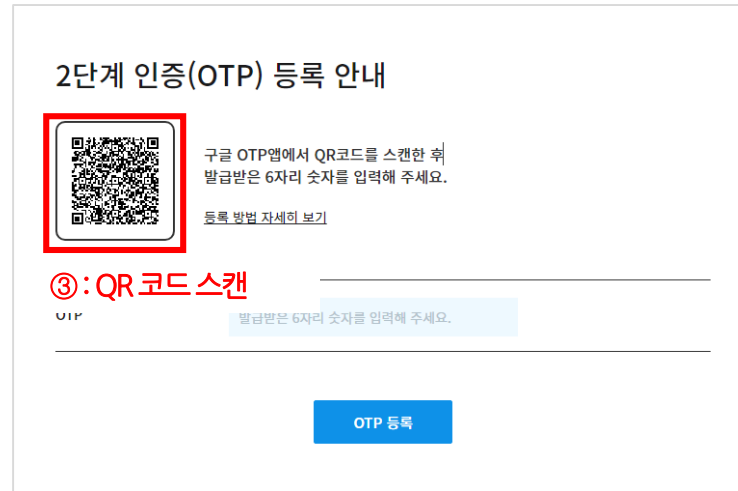 2단계 인증(OTP) 등록 안내
구글 OTP앱에서 QR코드를 스캔한 후
발급받은 6자리 숫자를 입력해 주세요.
등록 방법 자세히 보기
③ : QR 코드 스캔
OTP
발급받은 6자리 숫자를 입력해 주세요.
OTP 등록